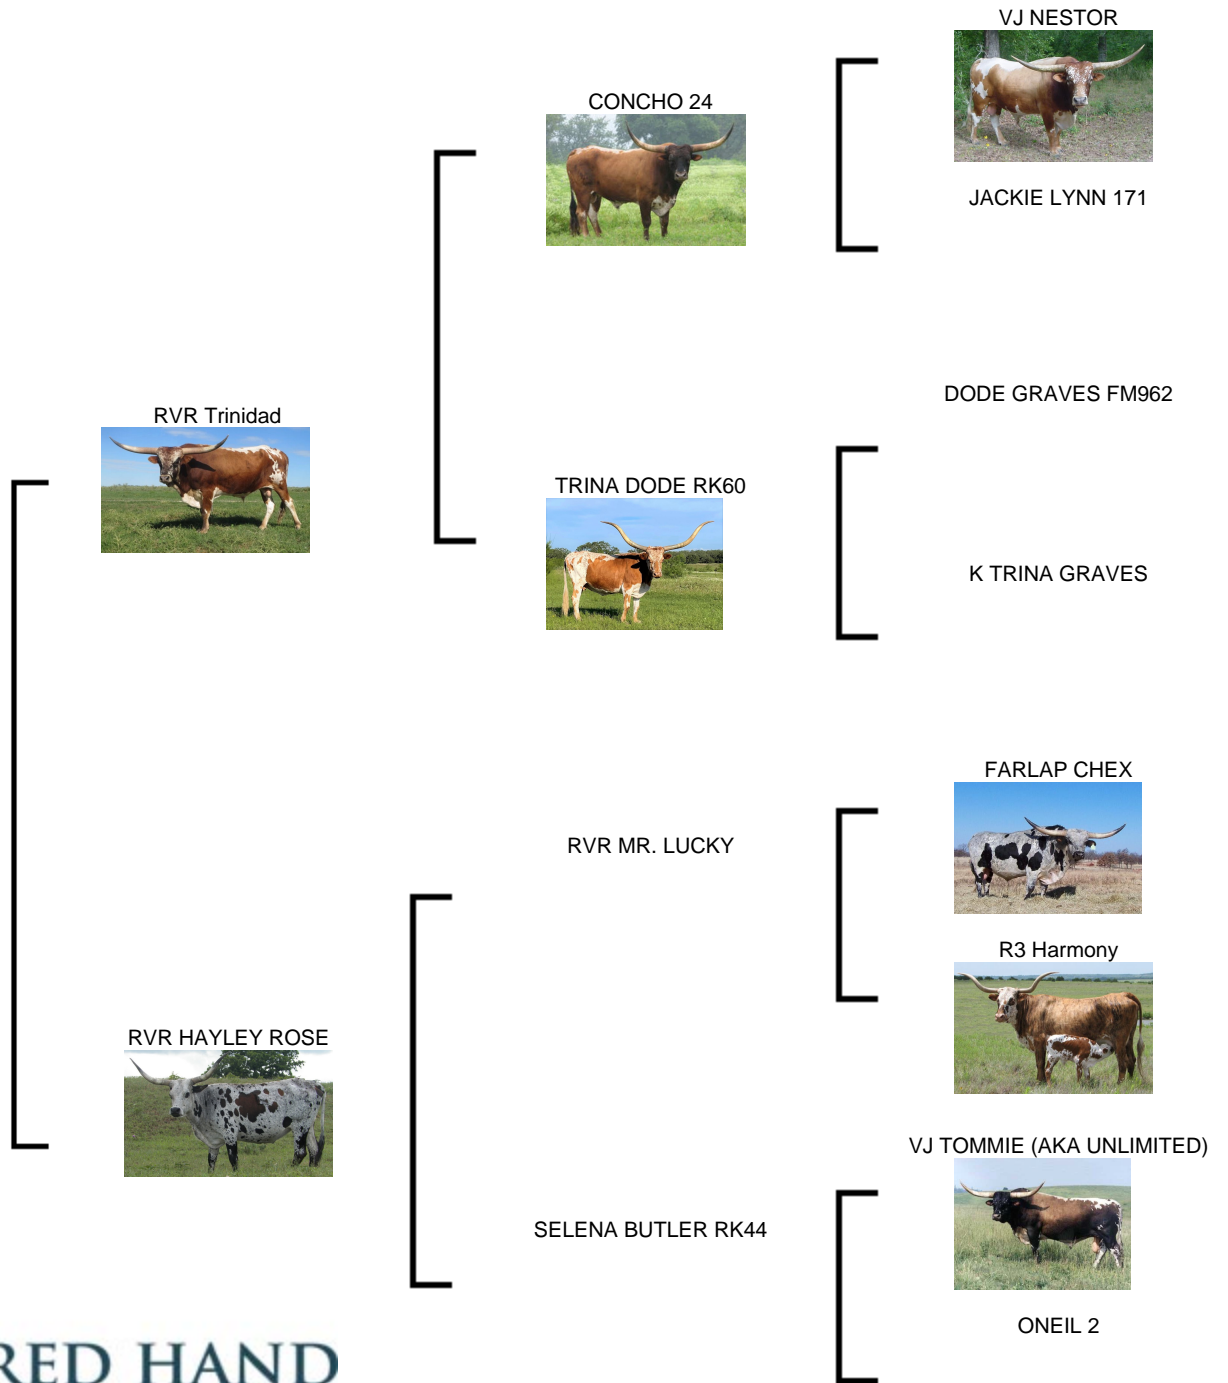 VJ NESTOR
CONCHO 24
JACKIE LYNN 171
DODE GRAVES FM962
RVR Trinidad
TRINA DODE RK60
K TRINA GRAVES
FARLAP CHEX
RVR MR. LUCKY
R3 Harmony
RVR HAYLEY ROSE
VJ TOMMIE (AKA UNLIMITED)
SELENA BUTLER RK44
ONEIL 2
RED HAND